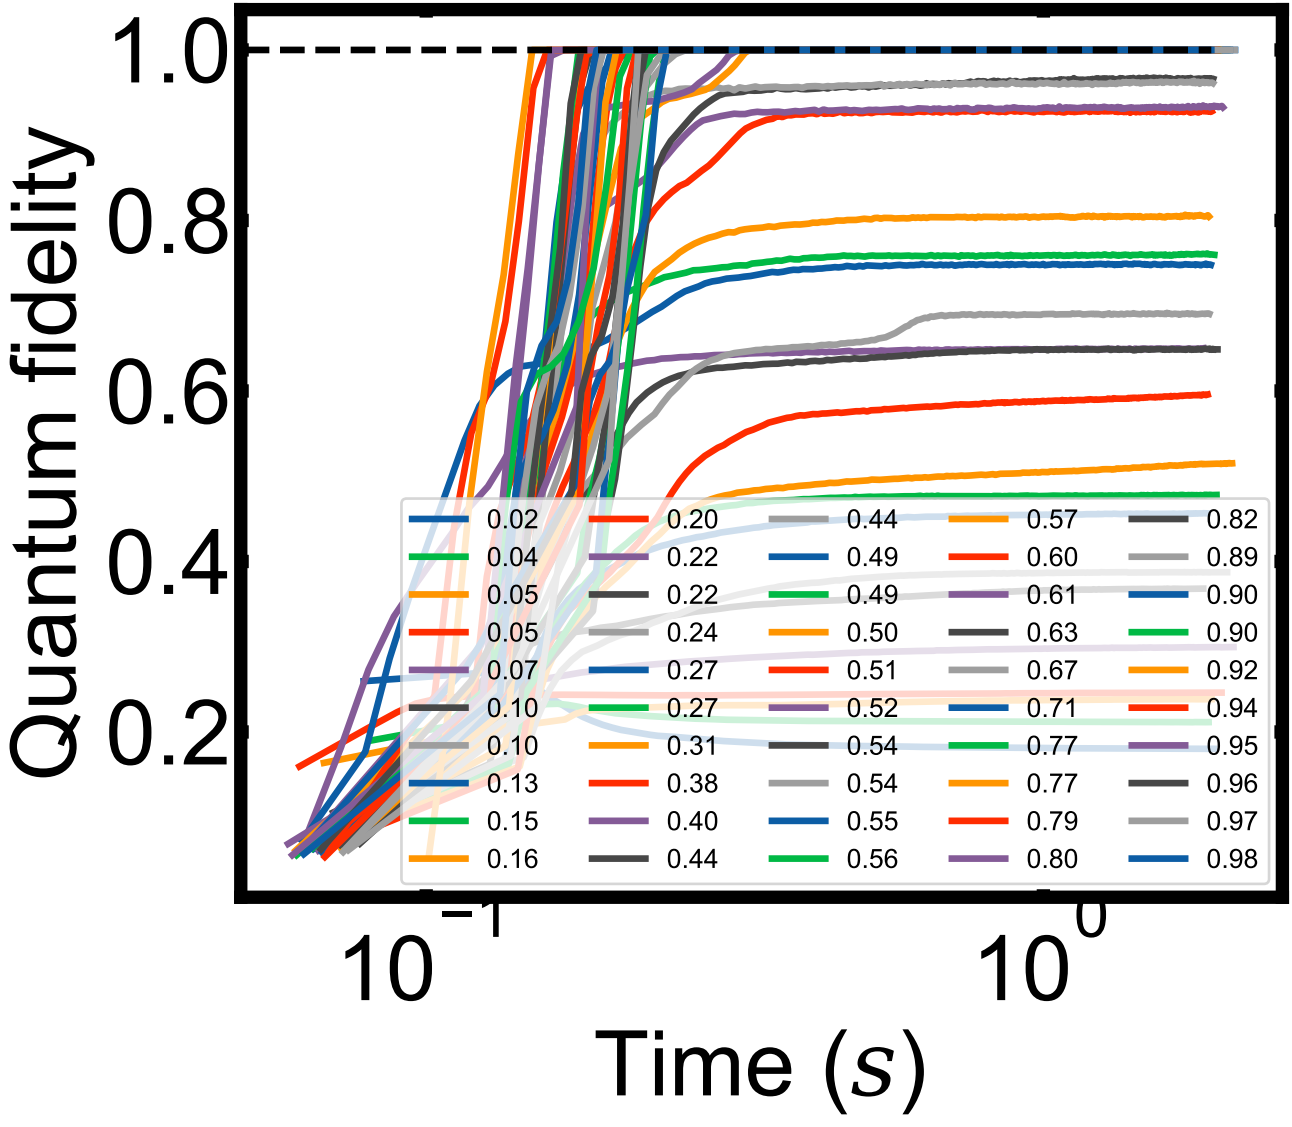 Quantum fidelity
1.0
0.8
0.6
0.4
0.2
0.02 0.20 0.44 0.57 0.82
0.04 0.22 0.49 0.60 0.89
0.05 0.22 0.49 0.61 0.90
0.05 0.24 0.50 0.63 0.90
0.07 0.27 0.51 0.67 0.92
0.10 0.27 0.52 0.71 0.94
0.10 0.31 0.54 0.77 0.95
0.13 0.38 0.54 0.77 0.96
0.15 0.40 0.55 0.79 0.97
0.16 0.44 0.56 0.80 0.98
10⁻¹ 10⁰
Time (s)